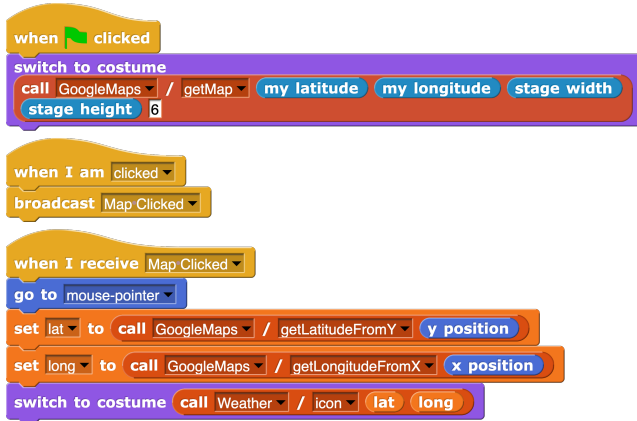 when clicked
switch to costume
call GoogleMaps / getMap my latitude my longitude stage width
stage height 6
when I am clicked
broadcast Map Clicked
when I receive Map Clicked
go to mouse-pointer
set lat to call GoogleMaps / getLatitudeFromY y position
set long to call GoogleMaps / getLongitudeFromX x position
switch to costume call Weather / icon lat long